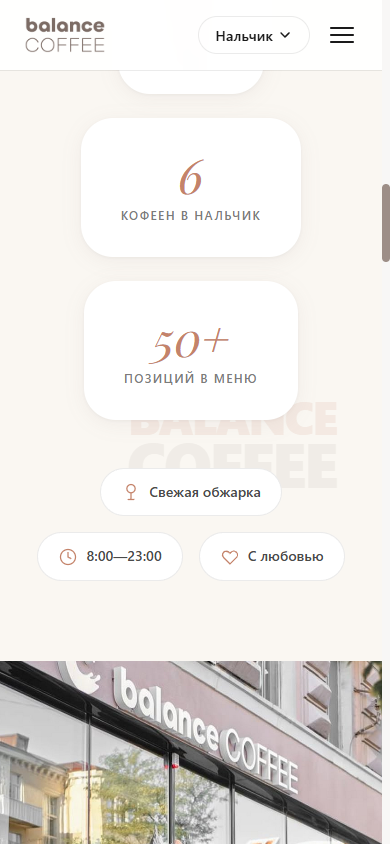 balance
COFFEE
Нальчик
6
КОФЕЕН В НАЛЬЧИК
50+
ПОЗИЦИЙ В МЕНЮ
BALANCE
COFFEE
Свежая обжарка
8:00—23:00
С любовью
balance COFFEE